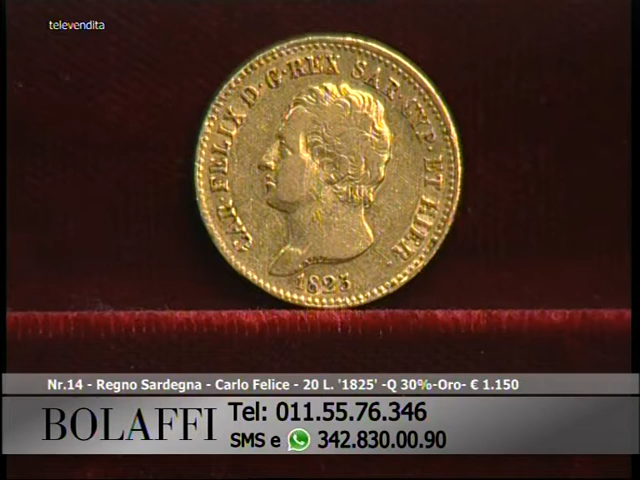 televendita
CAR·FELIX D·G·REX SAR·CYP·ET HIER·
1825
Nr.14 - Regno Sardegna - Carlo Felice - 20 L. '1825' -Q 30%-Oro- € 1.150
BOLAFFI
Tel: 011.55.76.346
SMS e 342.830.00.90